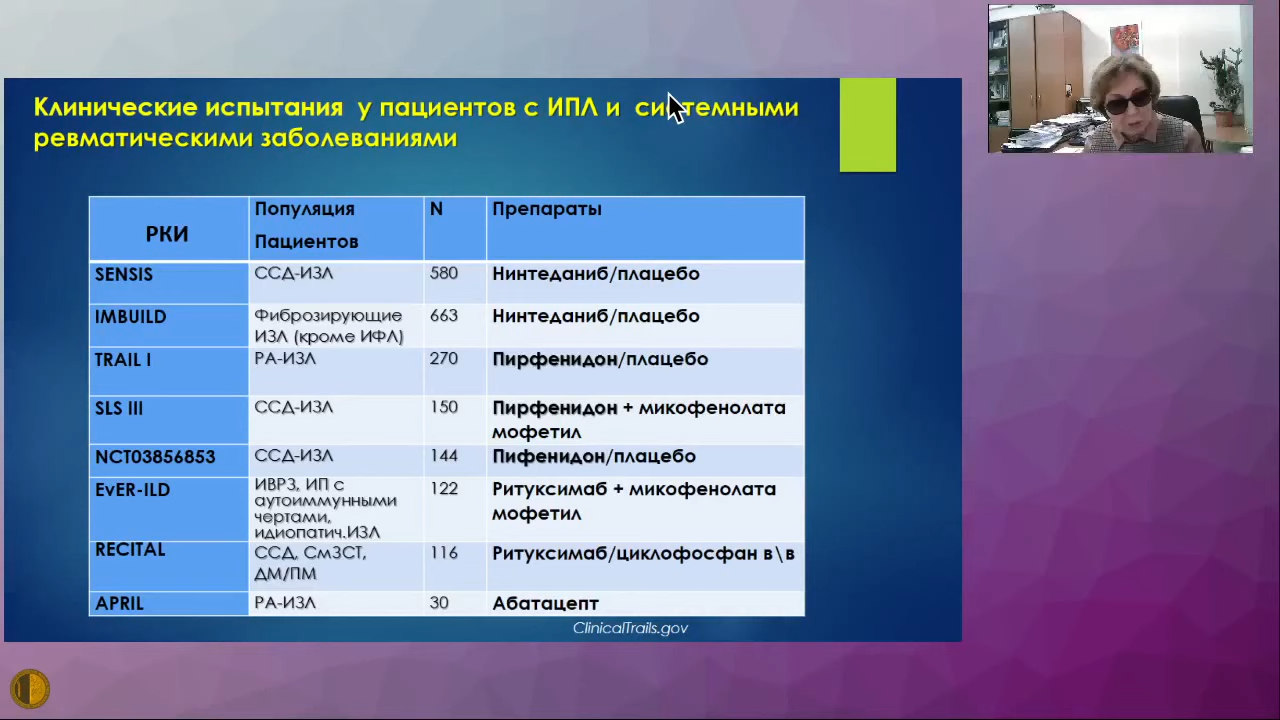 Клинические испытания у пациентов с ИПЛ и системными
ревматическими заболеваниями
РКИ
Популяция
Пациентов
N
Препараты
SENSIS
ССД-ИЗЛ
580
Нинтеданиб/плацебо
IMBUILD
Фиброзирующие
ИЗЛ (кроме ИФЛ)
663
Нинтеданиб/плацебо
TRAIL I
РА-ИЗЛ
270
Пирфенидон/плацебо
SLS III
ССД-ИЗЛ
150
Пирфенидон + микофенолата
мофетил
NCT03856853
ССД-ИЗЛ
144
Пифенидон/плацебо
EvER-ILD
ИВРЗ, ИП с
аутоиммунными
чертами,
идиопатич.ИЗЛ
122
Ритуксимаб + микофенолата
мофетил
RECITAL
ССД, СмЗСТ,
ДМ/ПМ
116
Ритуксимаб/циклофосфан в\в
APRIL
РА-ИЗЛ
30
Абатацепт
ClinicalTrails.gov